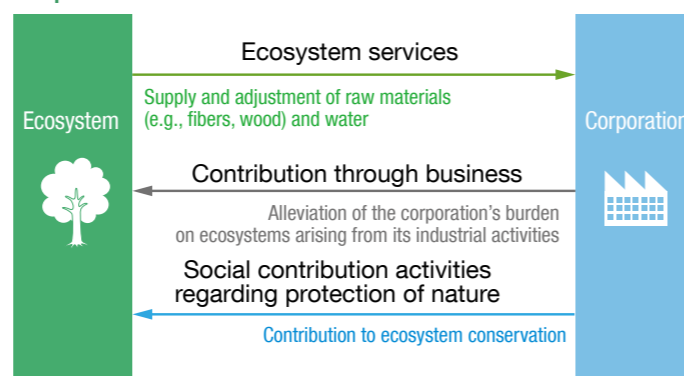 Ecosystem services
Supply and adjustment of raw materials
(e.g., fibers, wood) and water
Ecosystem
Corporation
Contribution through business
Alleviation of the corporation's burden
on ecosystems arising from its industrial activities
Social contribution activities
regarding protection of nature
Contribution to ecosystem conservation